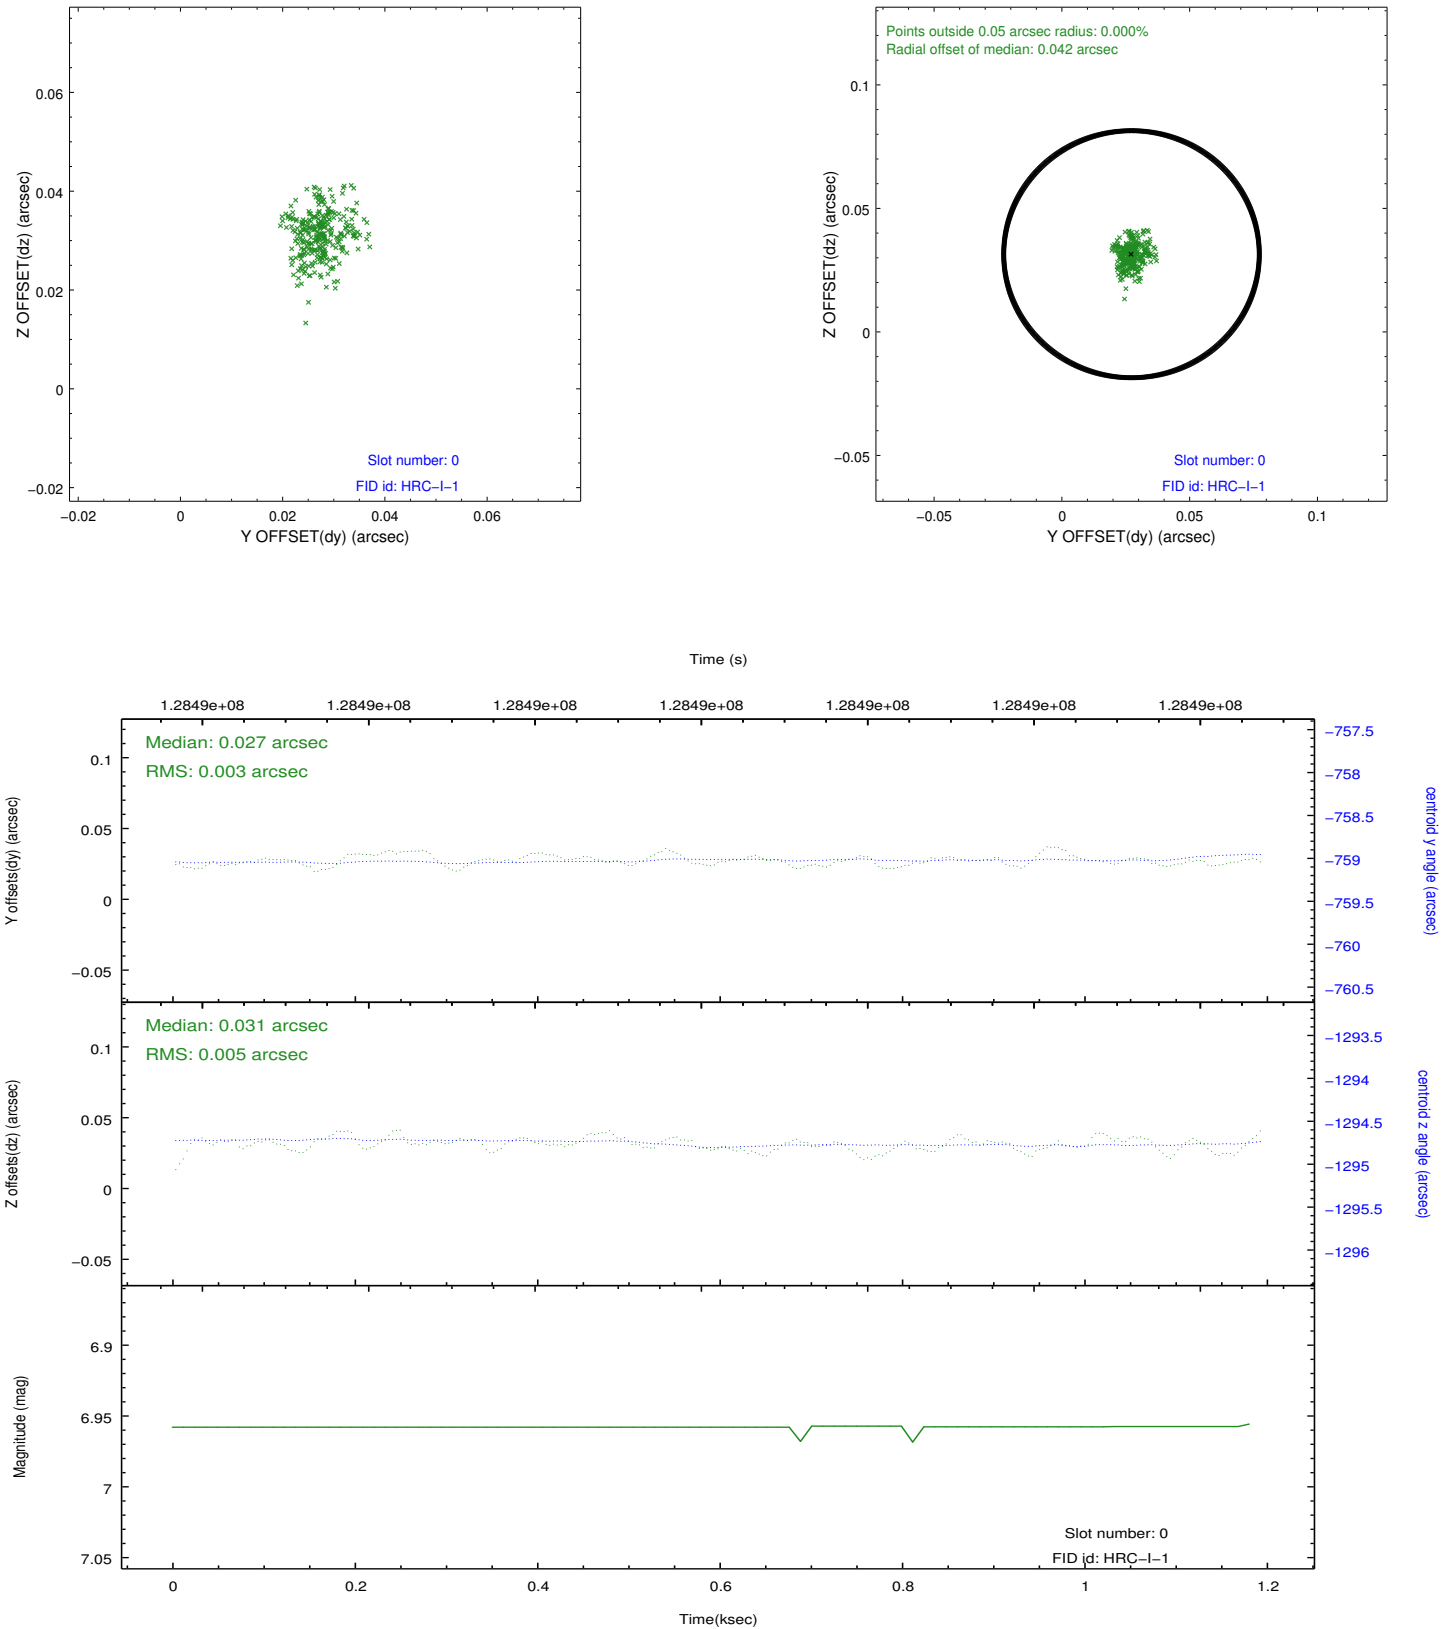 0.06
0.04
0.02
0
−0.02
Z OFFSET(dz) (arcsec)
Slot number: 0
FID id: HRC−I−1
−0.02 0 0.02 0.04 0.06
Y OFFSET(dy) (arcsec)
Points outside 0.05 arcsec radius: 0.000%
Radial offset of median: 0.042 arcsec
0.1
0.05
0
−0.05
Z OFFSET(dz) (arcsec)
Slot number: 0
FID id: HRC−I−1
−0.05 0 0.05 0.1
Y OFFSET(dy) (arcsec)
Time (s)
1.2849e+08 1.2849e+08 1.2849e+08 1.2849e+08 1.2849e+08 1.2849e+08 1.2849e+08
Median: 0.027 arcsec
RMS: 0.003 arcsec
0.1
0.05
0
−0.05
Y offsets(dy) (arcsec)
−757.5
−758
−758.5
−759
−759.5
−760
−760.5
centroid y angle (arcsec)
Median: 0.031 arcsec
RMS: 0.005 arcsec
0.1
0.05
0
−0.05
Z offsets(dz) (arcsec)
−1293.5
−1294
−1294.5
−1295
−1295.5
−1296
centroid z angle (arcsec)
6.9
6.95
7
7.05
Magnitude (mag)
Slot number: 0
FID id: HRC−I−1
0 0.2 0.4 0.6 0.8 1 1.2
Time(ksec)